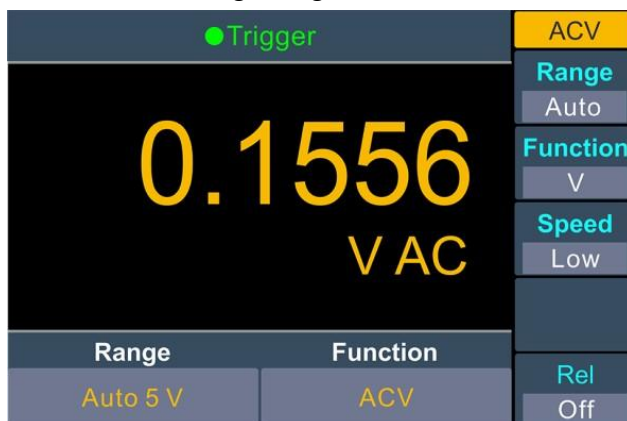 Trigger
0.1556
V AC
Range
Function
Auto 5 V
ACV
ACV
Range
Auto
Function
V
Speed
Low
Rel
Off